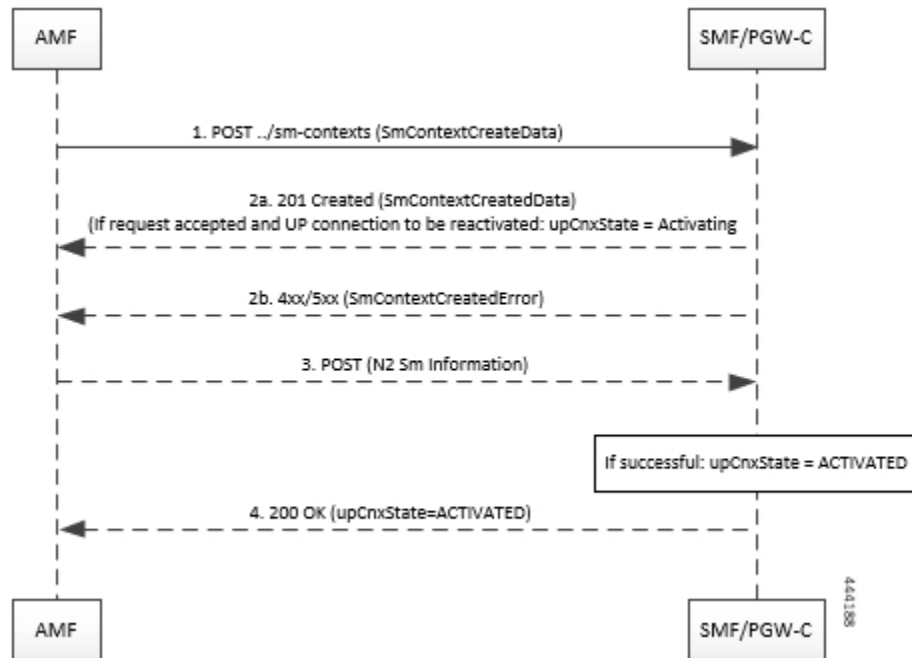 AMF
SMF/PGW-C
1. POST ../sm-contexts (SmContextCreateData)
2a. 201 Created (SmContextCreatedData)
(If request accepted and UP connection to be reactivated: upCnxState = Activating
2b. 4xx/5xx (SmContextCreatedError)
3. POST (N2 Sm Information)
If successful: upCnxState = ACTIVATED
4. 200 OK (upCnxState=ACTIVATED)
444188
AMF
SMF/PGW-C